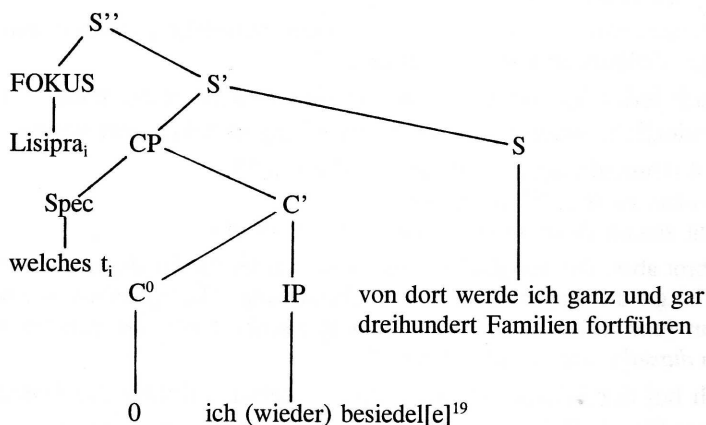 S’’
FOKUS
S’
Lisipraᵢ
CP
S
Spec
C’
welches tᵢ
C⁰
IP
von dort werde ich ganz und gar
dreihundert Familien fortführen
0
ich (wieder) besiedel[e]¹⁹